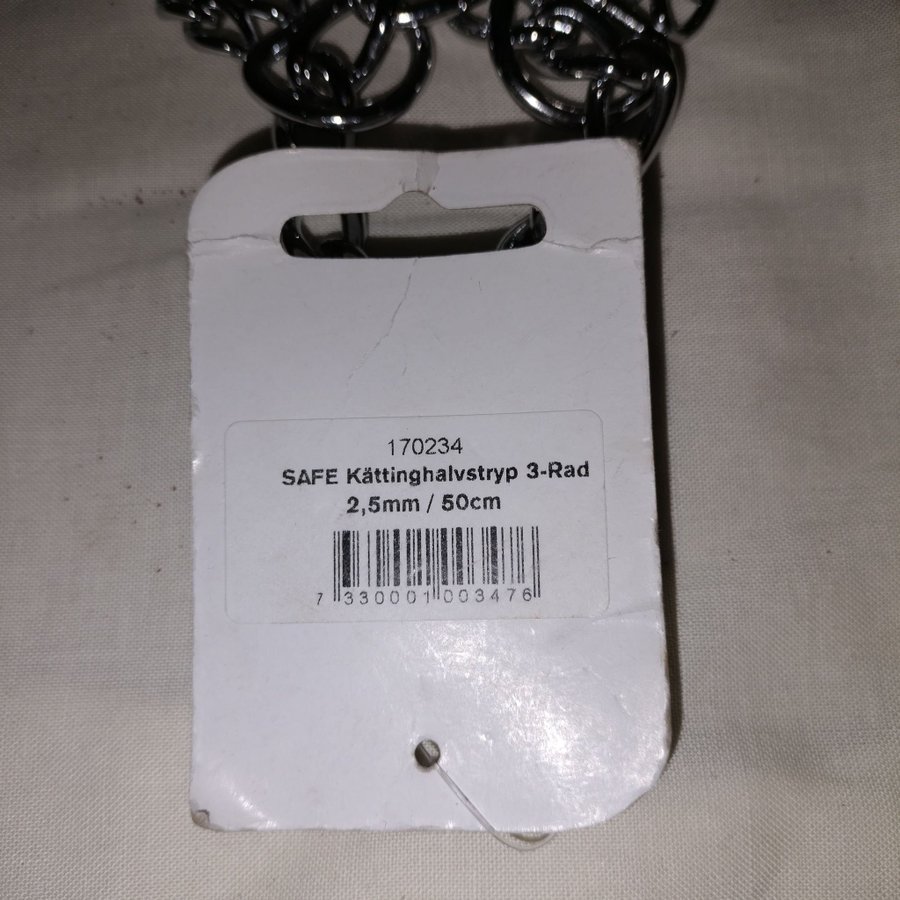 170234
SAFE Kättinghalvstryp 3-Rad
2,5mm / 50cm
7 330001 003476